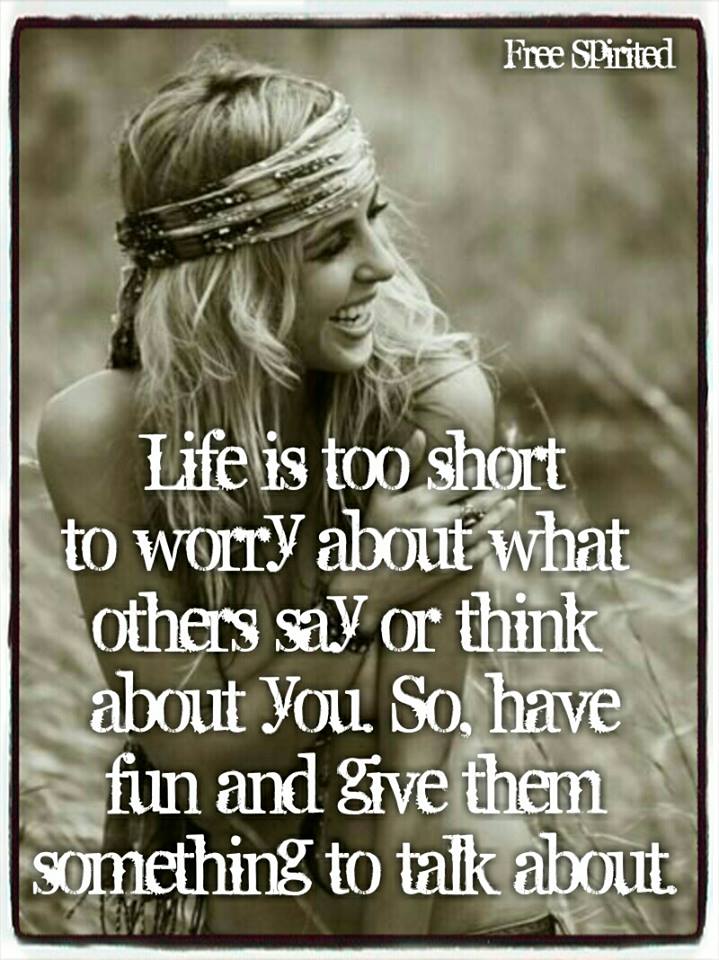 Free Spirited
Life is too short
to worry about what
others say or think
about you. So, have
fun and give them
something to talk about.